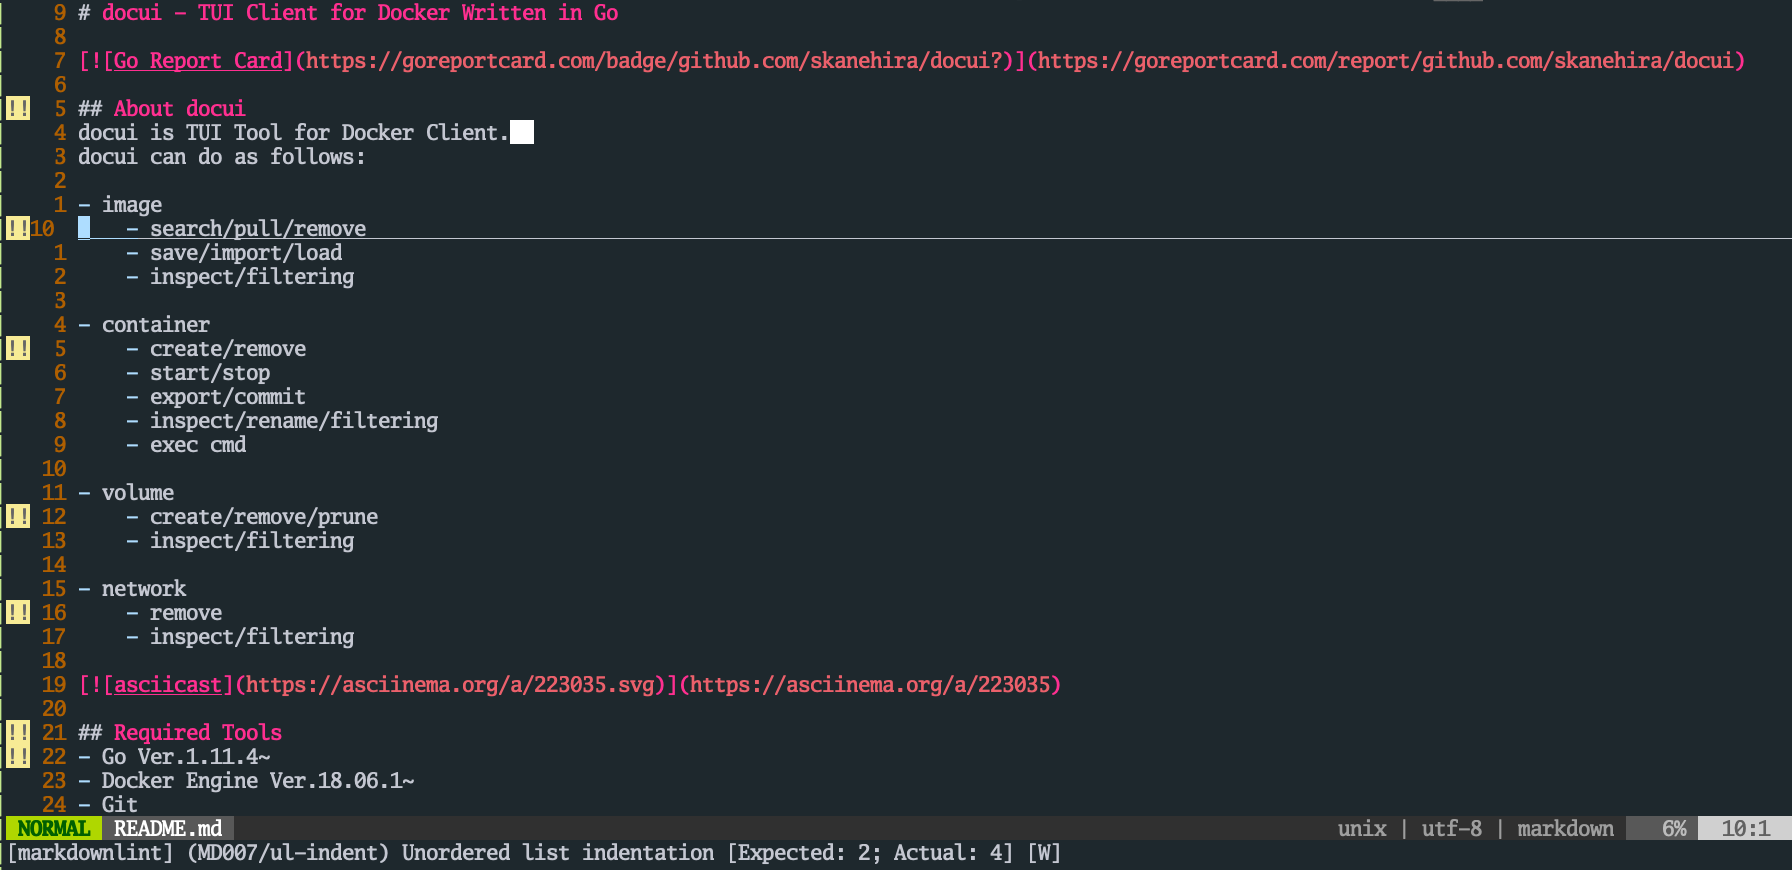 9 # docui - TUI Client for Docker Written in Go
8
7 [![Go Report Card](https://goreportcard.com/badge/github.com/skanehira/docui?)](https://goreportcard.com/report/github.com/skanehira/docui)
6
!! 5 ## About docui
4 docui is TUI Tool for Docker Client.
3 docui can do as follows:
2
1 - image
!!10     - search/pull/remove
1     - save/import/load
2     - inspect/filtering
3
4 - container
!! 5     - create/remove
6     - start/stop
7     - export/commit
8     - inspect/rename/filtering
9     - exec cmd
10
11 - volume
!! 12     - create/remove/prune
13     - inspect/filtering
14
15 - network
!! 16     - remove
17     - inspect/filtering
18
19 [![asciicast](https://asciinema.org/a/223035.svg)](https://asciinema.org/a/223035)
20
!! 21 ## Required Tools
!! 22 - Go Ver.1.11.4~
23 - Docker Engine Ver.18.06.1~
24 - Git
NORMAL README.md unix | utf-8 | markdown 6% 10:1
[markdownlint] (MD007/ul-indent) Unordered list indentation [Expected: 2; Actual: 4] [W]